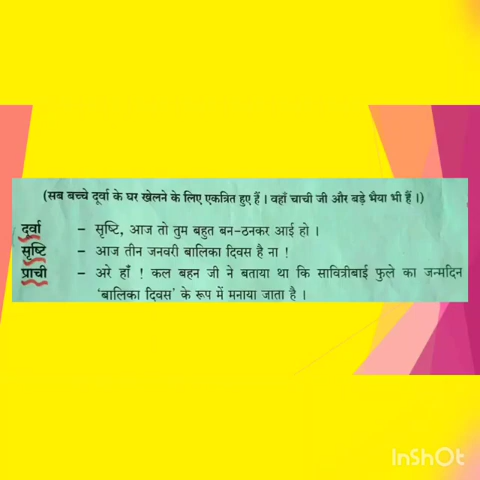 (सब बच्चे दूर्वा के घर खेलने के लिए एकत्रित हुए हैं । वहाँ चाची जी और बड़े भैया भी हैं ।)
दूर्वा – सृष्टि, आज तो तुम बहुत बन-ठनकर आई हो ।
सृष्टि – आज तीन जनवरी बालिका दिवस है ना !
प्राची – अरे हाँ ! कल बहन जी ने बताया था कि सावित्रीबाई फुले का जन्मदिन
‘बालिका दिवस’ के रूप में मनाया जाता है ।
InShOt